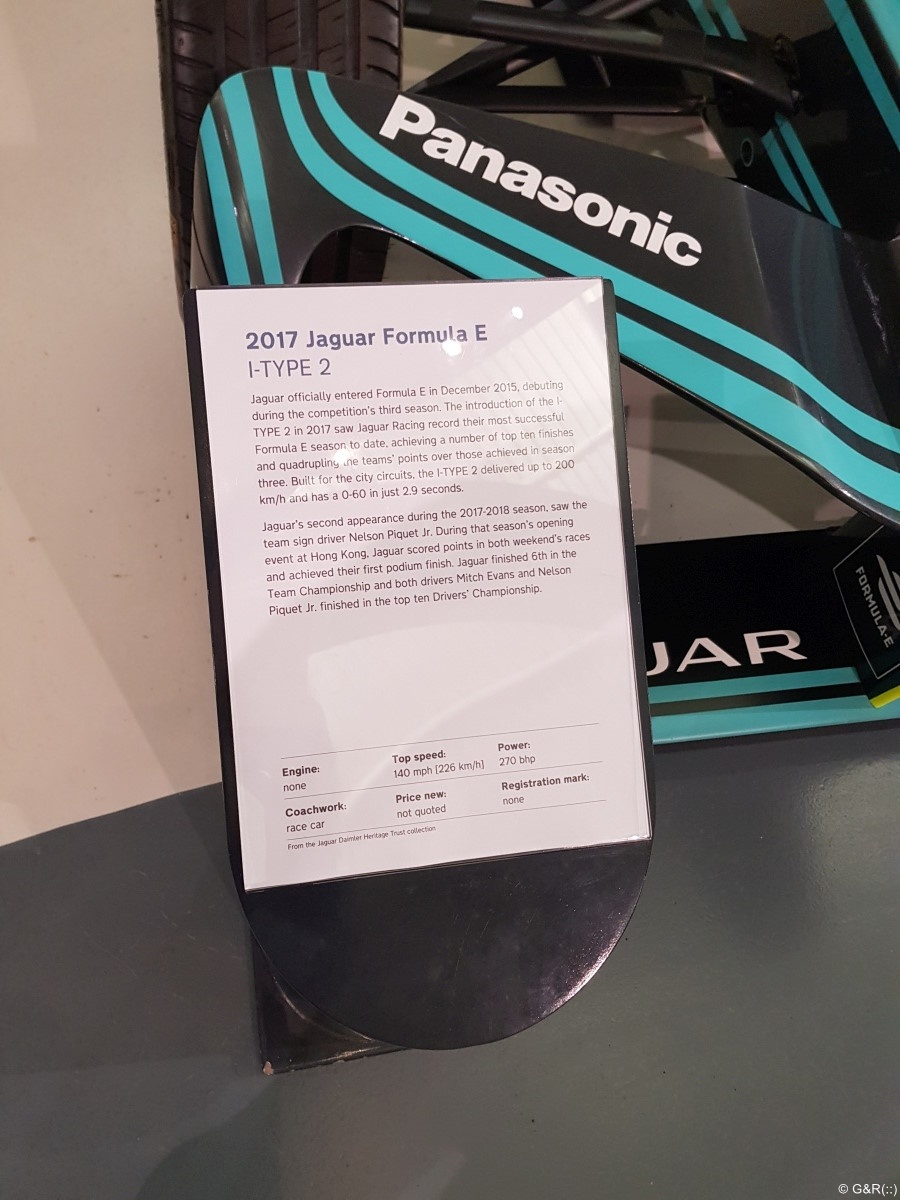 Panasonic
2017 Jaguar Formula E
I-TYPE 2
Jaguar officially entered Formula E in December 2015, debuting
during the competition's third season. The introduction of the I-
TYPE 2 in 2017 saw Jaguar Racing record their most successful
Formula E season to date, achieving a number of top ten finishes
and quadrupling the teams' points over those achieved in season
three. Built for the city circuits, the I-TYPE 2 delivered up to 200
km/h and has a 0-60 in just 2.9 seconds.
Jaguar's second appearance during the 2017-2018 season, saw the
team sign driver Nelson Piquet Jr. During that season's opening
event at Hong Kong, Jaguar scored points in both weekend's races
and achieved their first podium finish. Jaguar finished 6th in the
Team Championship and both drivers Mitch Evans and Nelson
Piquet Jr. finished in the top ten Drivers' Championship.
FORMULA-E
UAR
Engine:
none
Top speed:
140 mph [226 km/h]
Power:
270 bhp
Coachwork:
race car
Price new:
not quoted
Registration mark:
none
From the Jaguar Daimler Heritage Trust collection
© G&R(::)